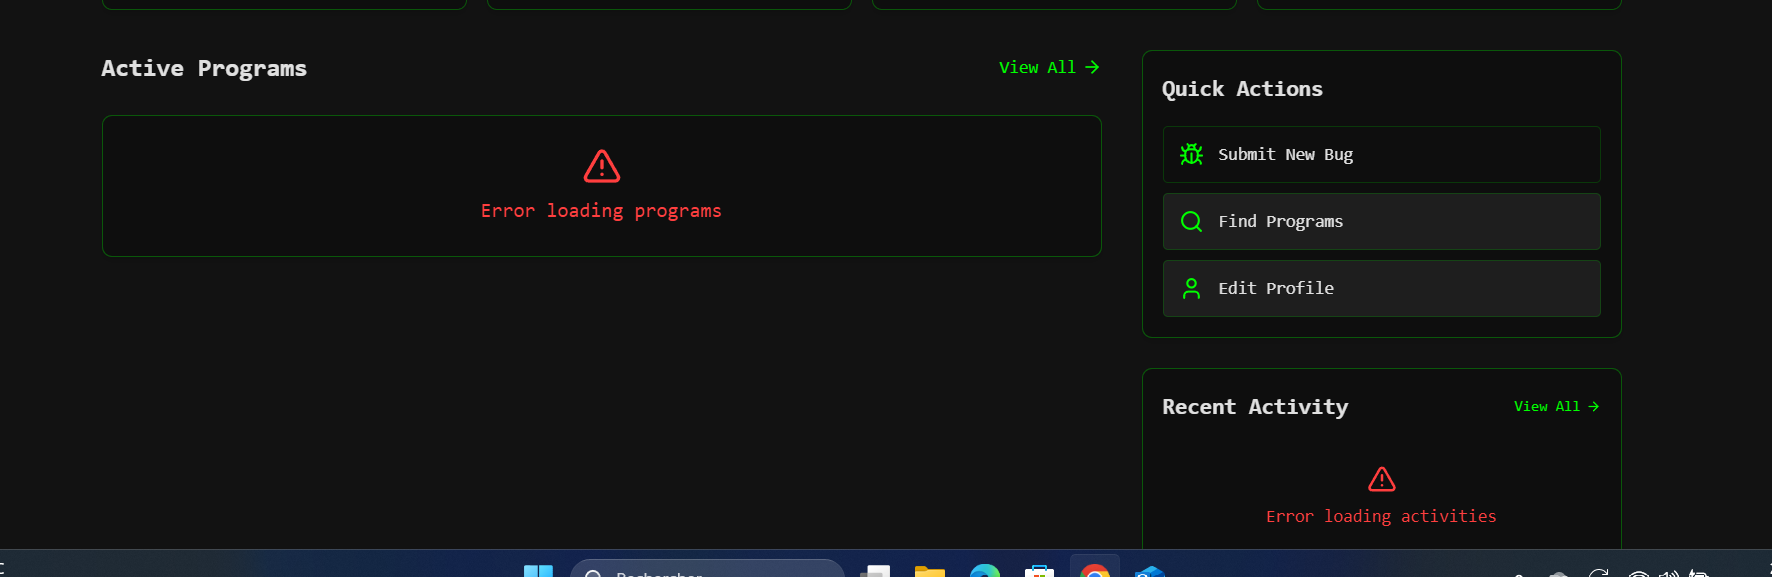 Active Programs
View All →
Error loading programs
Quick Actions
Submit New Bug
Find Programs
Edit Profile
Recent Activity
View All →
Error loading activities
Rechercher